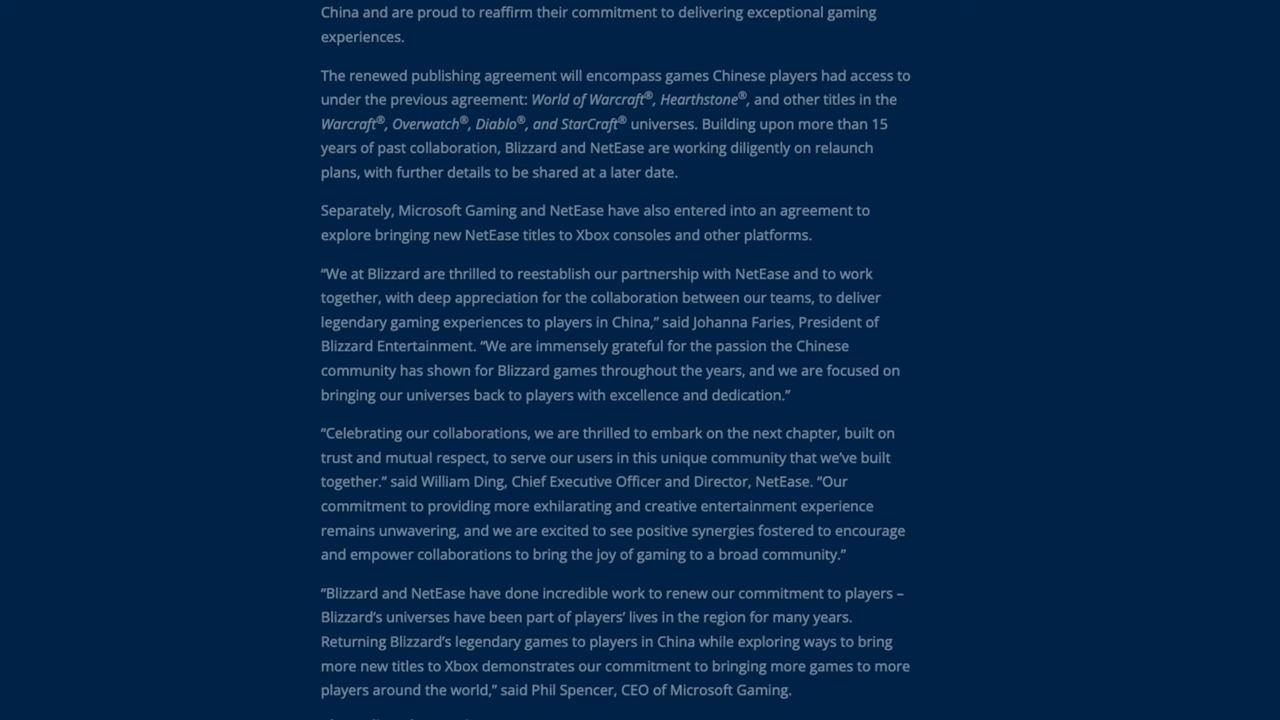 China and are proud to reaffirm their commitment to delivering exceptional gaming
experiences.
The renewed publishing agreement will encompass games Chinese players had access to
under the previous agreement: World of Warcraft®, Hearthstone®, and other titles in the
Warcraft®, Overwatch®, Diablo®, and StarCraft® universes. Building upon more than 15
years of past collaboration, Blizzard and NetEase are working diligently on relaunch
plans, with further details to be shared at a later date.
Separately, Microsoft Gaming and NetEase have also entered into an agreement to
explore bringing new NetEase titles to Xbox consoles and other platforms.
“We at Blizzard are thrilled to reestablish our partnership with NetEase and to work
together, with deep appreciation for the collaboration between our teams, to deliver
legendary gaming experiences to players in China,” said Johanna Faries, President of
Blizzard Entertainment. “We are immensely grateful for the passion the Chinese
community has shown for Blizzard games throughout the years, and we are focused on
bringing our universes back to players with excellence and dedication.”
“Celebrating our collaborations, we are thrilled to embark on the next chapter, built on
trust and mutual respect, to serve our users in this unique community that we’ve built
together.” said William Ding, Chief Executive Officer and Director, NetEase. “Our
commitment to providing more exhilarating and creative entertainment experience
remains unwavering, and we are excited to see positive synergies fostered to encourage
and empower collaborations to bring the joy of gaming to a broad community.”
“Blizzard and NetEase have done incredible work to renew our commitment to players –
Blizzard’s universes have been part of players’ lives in the region for many years.
Returning Blizzard’s legendary games to players in China while exploring ways to bring
more new titles to Xbox demonstrates our commitment to bringing more games to more
players around the world,” said Phil Spencer, CEO of Microsoft Gaming.